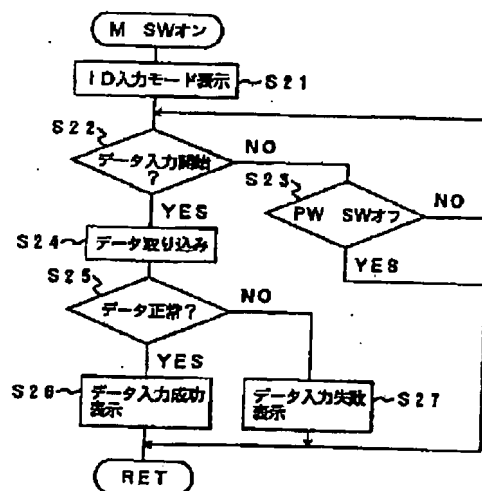 M SWオン
ID入力モード表示
S21
S22
データ入力開始
?
NO
S23
PW SWオフ
NO
YES
YES
S24
データ取り込み
S25
データ正常?
NO
YES
S26
データ入力成功
表示
データ入力失敗
表示
S27
RET